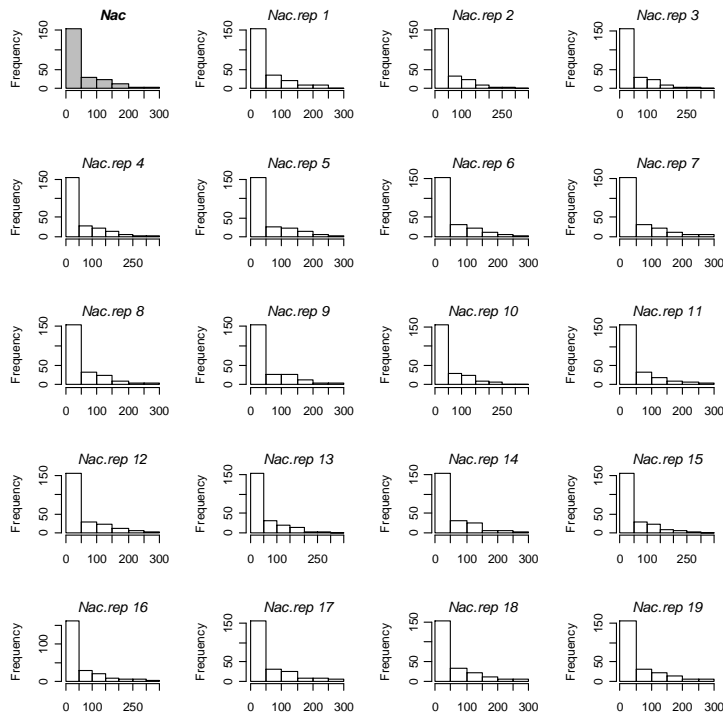 Nac Nac.rep 1 Nac.rep 2 Nac.rep 3
Frequency 0 50 150 Frequency 0 50 150 Frequency 0 50 150 Frequency 0 50 150
0 100 200 300 0 100 200 300 0 100 250 0 100 250
Nac.rep 4 Nac.rep 5 Nac.rep 6 Nac.rep 7
Frequency 0 50 150 Frequency 0 50 150 Frequency 0 50 150 Frequency 0 50 150
0 100 250 0 100 200 300 0 100 200 300 0 100 200 300
Nac.rep 8 Nac.rep 9 Nac.rep 10 Nac.rep 11
Frequency 0 50 150 Frequency 0 50 150 Frequency 0 50 150 Frequency 0 50 150
0 100 200 300 0 100 200 300 0 100 250 0 100 200 300
Nac.rep 12 Nac.rep 13 Nac.rep 14 Nac.rep 15
Frequency 0 50 150 Frequency 0 50 150 Frequency 0 50 150 Frequency 0 50 150
0 100 200 300 0 100 250 0 100 200 300 0 100 250
Nac.rep 16 Nac.rep 17 Nac.rep 18 Nac.rep 19
Frequency 0 100 Frequency 0 50 150 Frequency 0 50 150 Frequency 0 50 150
0 100 250 0 100 200 300 0 100 200 300 0 100 200 300